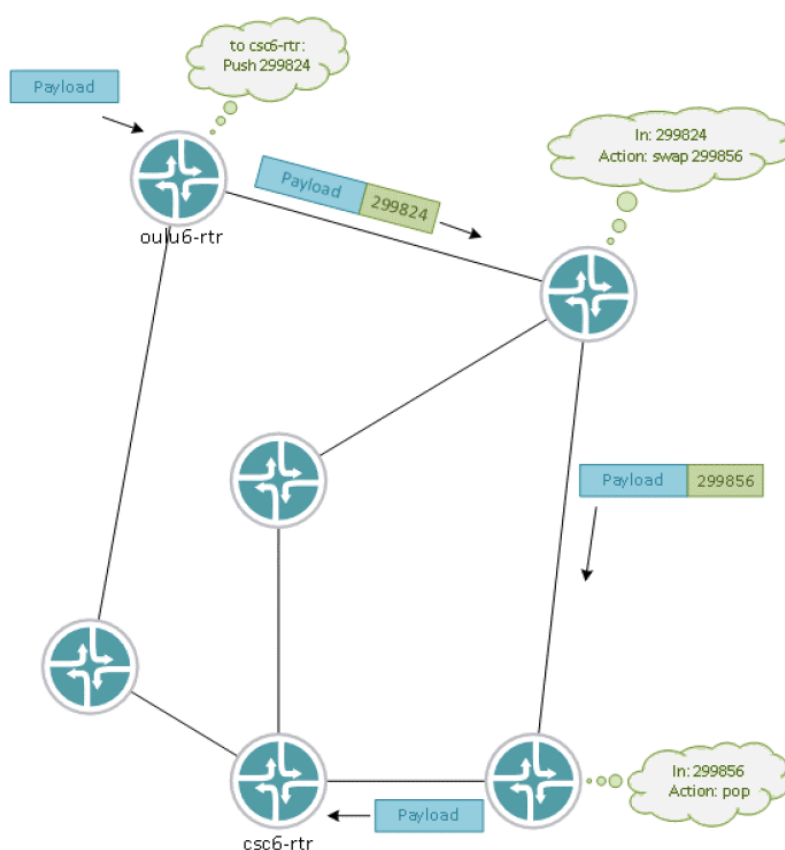 to csc6-rtr:
Push 299824
Payload
In: 299824
Action: swap 299856
Payload 299824
oulu6-rtr
Payload 299856
In: 299856
Action: pop
Payload
csc6-rtr